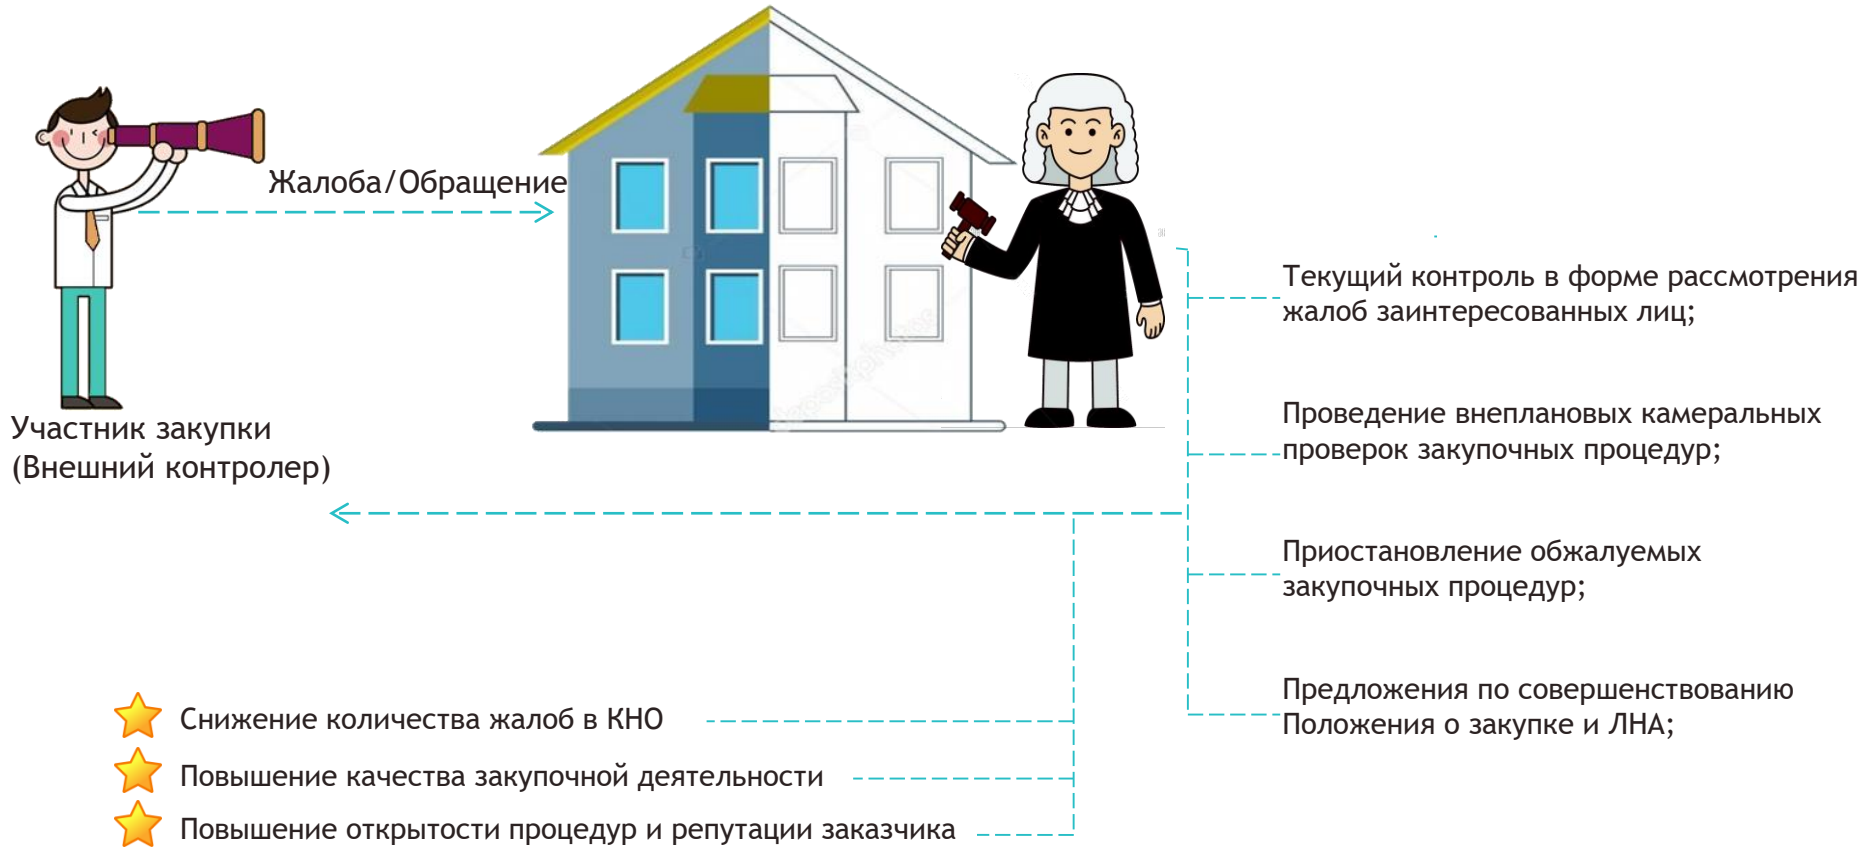 Жалоба/Обращение
Участник закупки
(Внешний контролер)
Текущий контроль в форме рассмотрения
жалоб заинтересованных лиц;
Проведение внеплановых камеральных
проверок закупочных процедур;
Приостановление обжалуемых
закупочных процедур;
Предложения по совершенствованию
Положения о закупке и ЛНА;
Снижение количества жалоб в КНО
Повышение качества закупочной деятельности
Повышение открытости процедур и репутации заказчика